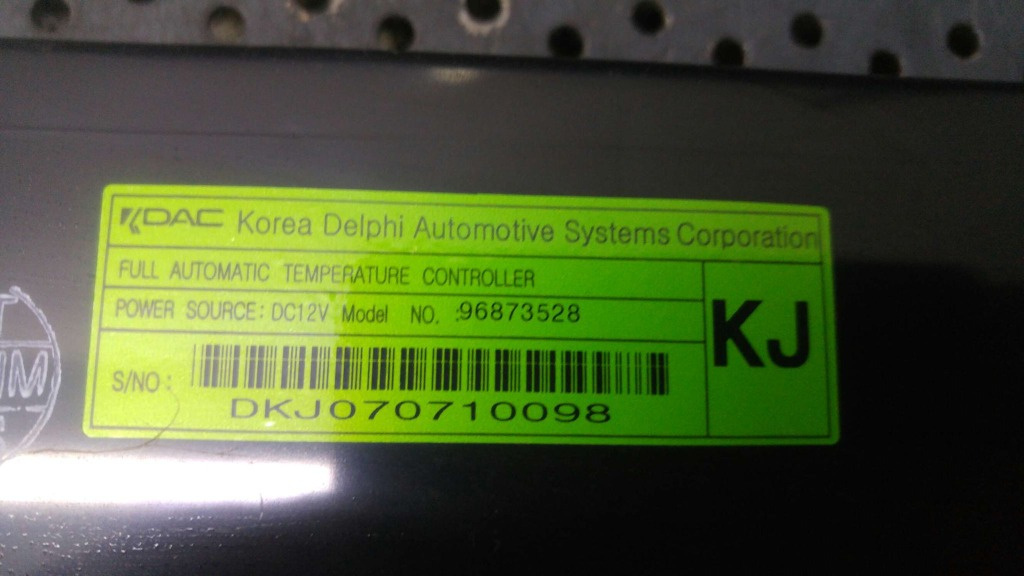 KDAC Korea Delphi Automotive Systems Corporation
FULL AUTOMATIC TEMPERATURE CONTROLLER
POWER SOURCE: DC12V Model NO. :96873528
KJ
S/NO:
DKJ070710098